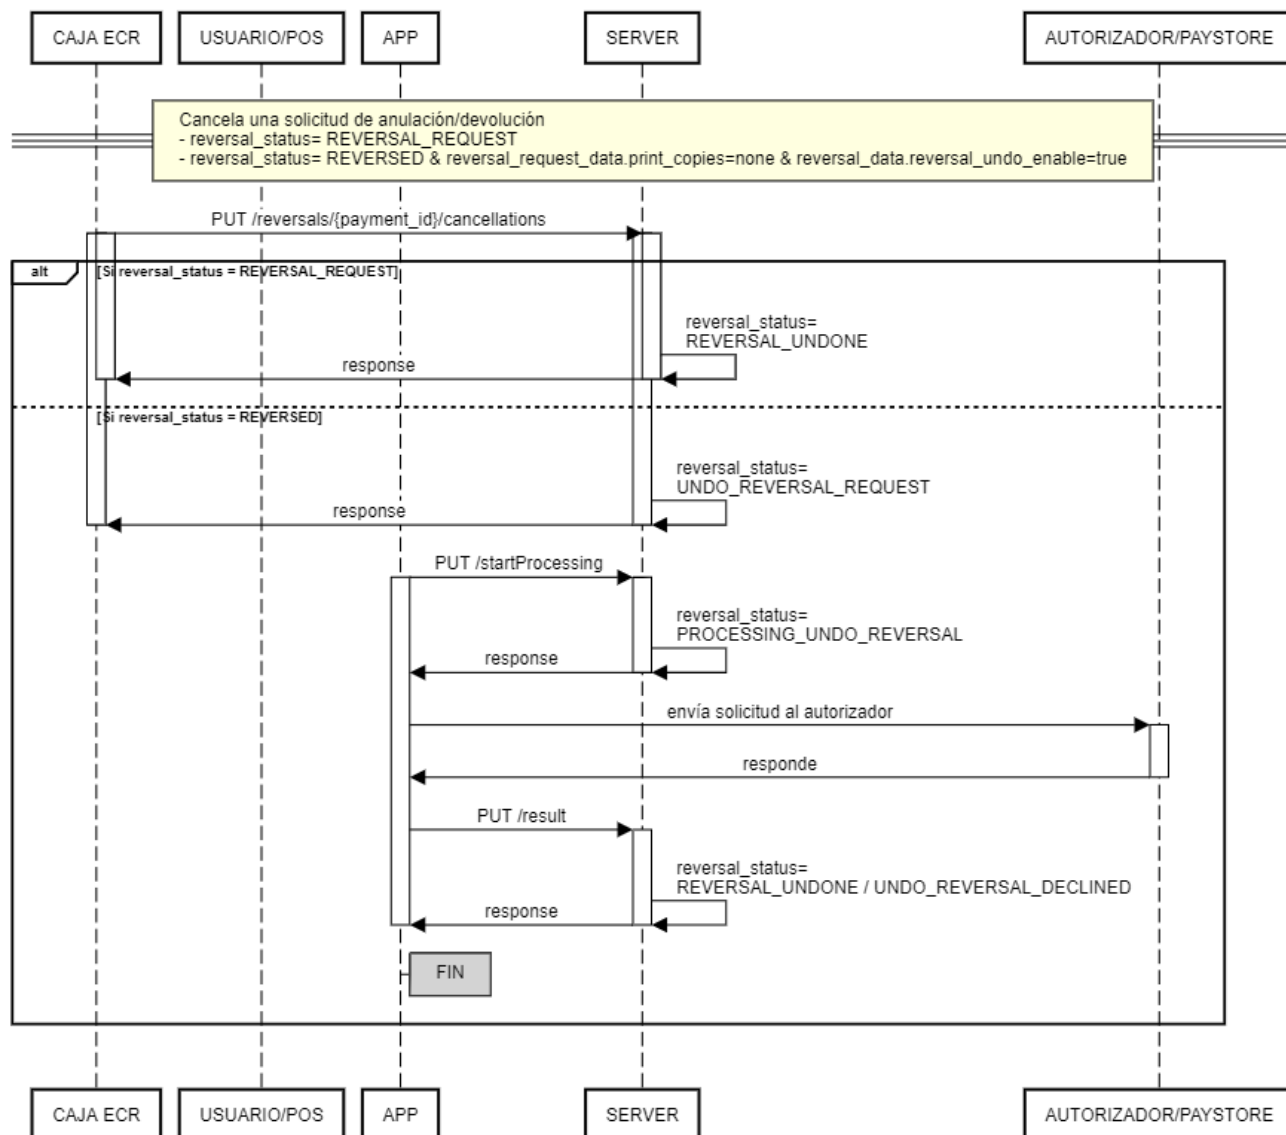 CAJA ECR
USUARIO/POS
APP
SERVER
AUTORIZADOR/PAYSTORE
Cancela una solicitud de anulación/devolución
- reversal_status= REVERSAL_REQUEST
- reversal_status= REVERSED & reversal_request_data.print_copies=none & reversal_data.reversal_undo_enable=true
PUT /reversals/{payment_id}/cancellations
alt
[Si reversal_status = REVERSAL_REQUEST]
reversal_status=
REVERSAL_UNDONE
response
[Si reversal_status = REVERSED]
reversal_status=
UNDO_REVERSAL_REQUEST
response
PUT /startProcessing
reversal_status=
PROCESSING_UNDO_REVERSAL
response
envía solicitud al autorizador
responde
PUT /result
reversal_status=
REVERSAL_UNDONE / UNDO_REVERSAL_DECLINED
response
FIN
CAJA ECR
USUARIO/POS
APP
SERVER
AUTORIZADOR/PAYSTORE